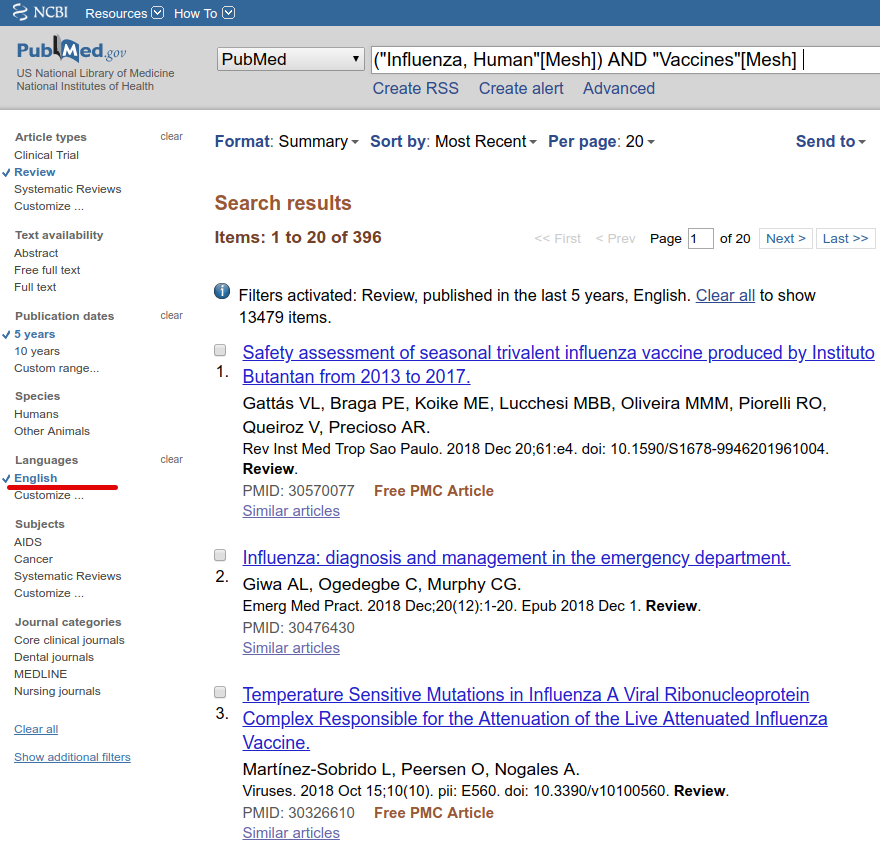 NCBI Resources How To
PubMed.gov
US National Library of Medicine
National Institutes of Health
PubMed
("Influenza, Human"[Mesh]) AND "Vaccines"[Mesh]
Create RSS Create alert Advanced
Article types clear
Clinical Trial
Review
Systematic Reviews
Customize ...
Text availability
Abstract
Free full text
Full text
Publication dates clear
5 years
10 years
Custom range...
Species
Humans
Other Animals
Languages clear
English
Customize ...
Subjects
AIDS
Cancer
Systematic Reviews
Customize ...
Journal categories
Core clinical journals
Dental journals
MEDLINE
Nursing journals
Clear all
Show additional filters
Format: Summary Sort by: Most Recent Per page: 20 Send to
Search results
Items: 1 to 20 of 396
<< First < Prev Page 1 of 20 Next > Last >>
Filters activated: Review, published in the last 5 years, English. Clear all to show
13479 items.
Safety assessment of seasonal trivalent influenza vaccine produced by Instituto
1. Butantan from 2013 to 2017.
Gattás VL, Braga PE, Koike ME, Lucchesi MBB, Oliveira MMM, Piorelli RO,
Queiroz V, Precioso AR.
Rev Inst Med Trop Sao Paulo. 2018 Dec 20;61:e4. doi: 10.1590/S1678-9946201961004.
Review.
PMID: 30570077 Free PMC Article
Similar articles
Influenza: diagnosis and management in the emergency department.
2. Giwa AL, Ogedegbe C, Murphy CG.
Emerg Med Pract. 2018 Dec;20(12):1-20. Epub 2018 Dec 1. Review.
PMID: 30476430
Similar articles
Temperature Sensitive Mutations in Influenza A Viral Ribonucleoprotein
3. Complex Responsible for the Attenuation of the Live Attenuated Influenza
Vaccine.
Martínez-Sobrido L, Peersen O, Nogales A.
Viruses. 2018 Oct 15;10(10). pii: E560. doi: 10.3390/v10100560. Review.
PMID: 30326610 Free PMC Article
Similar articles